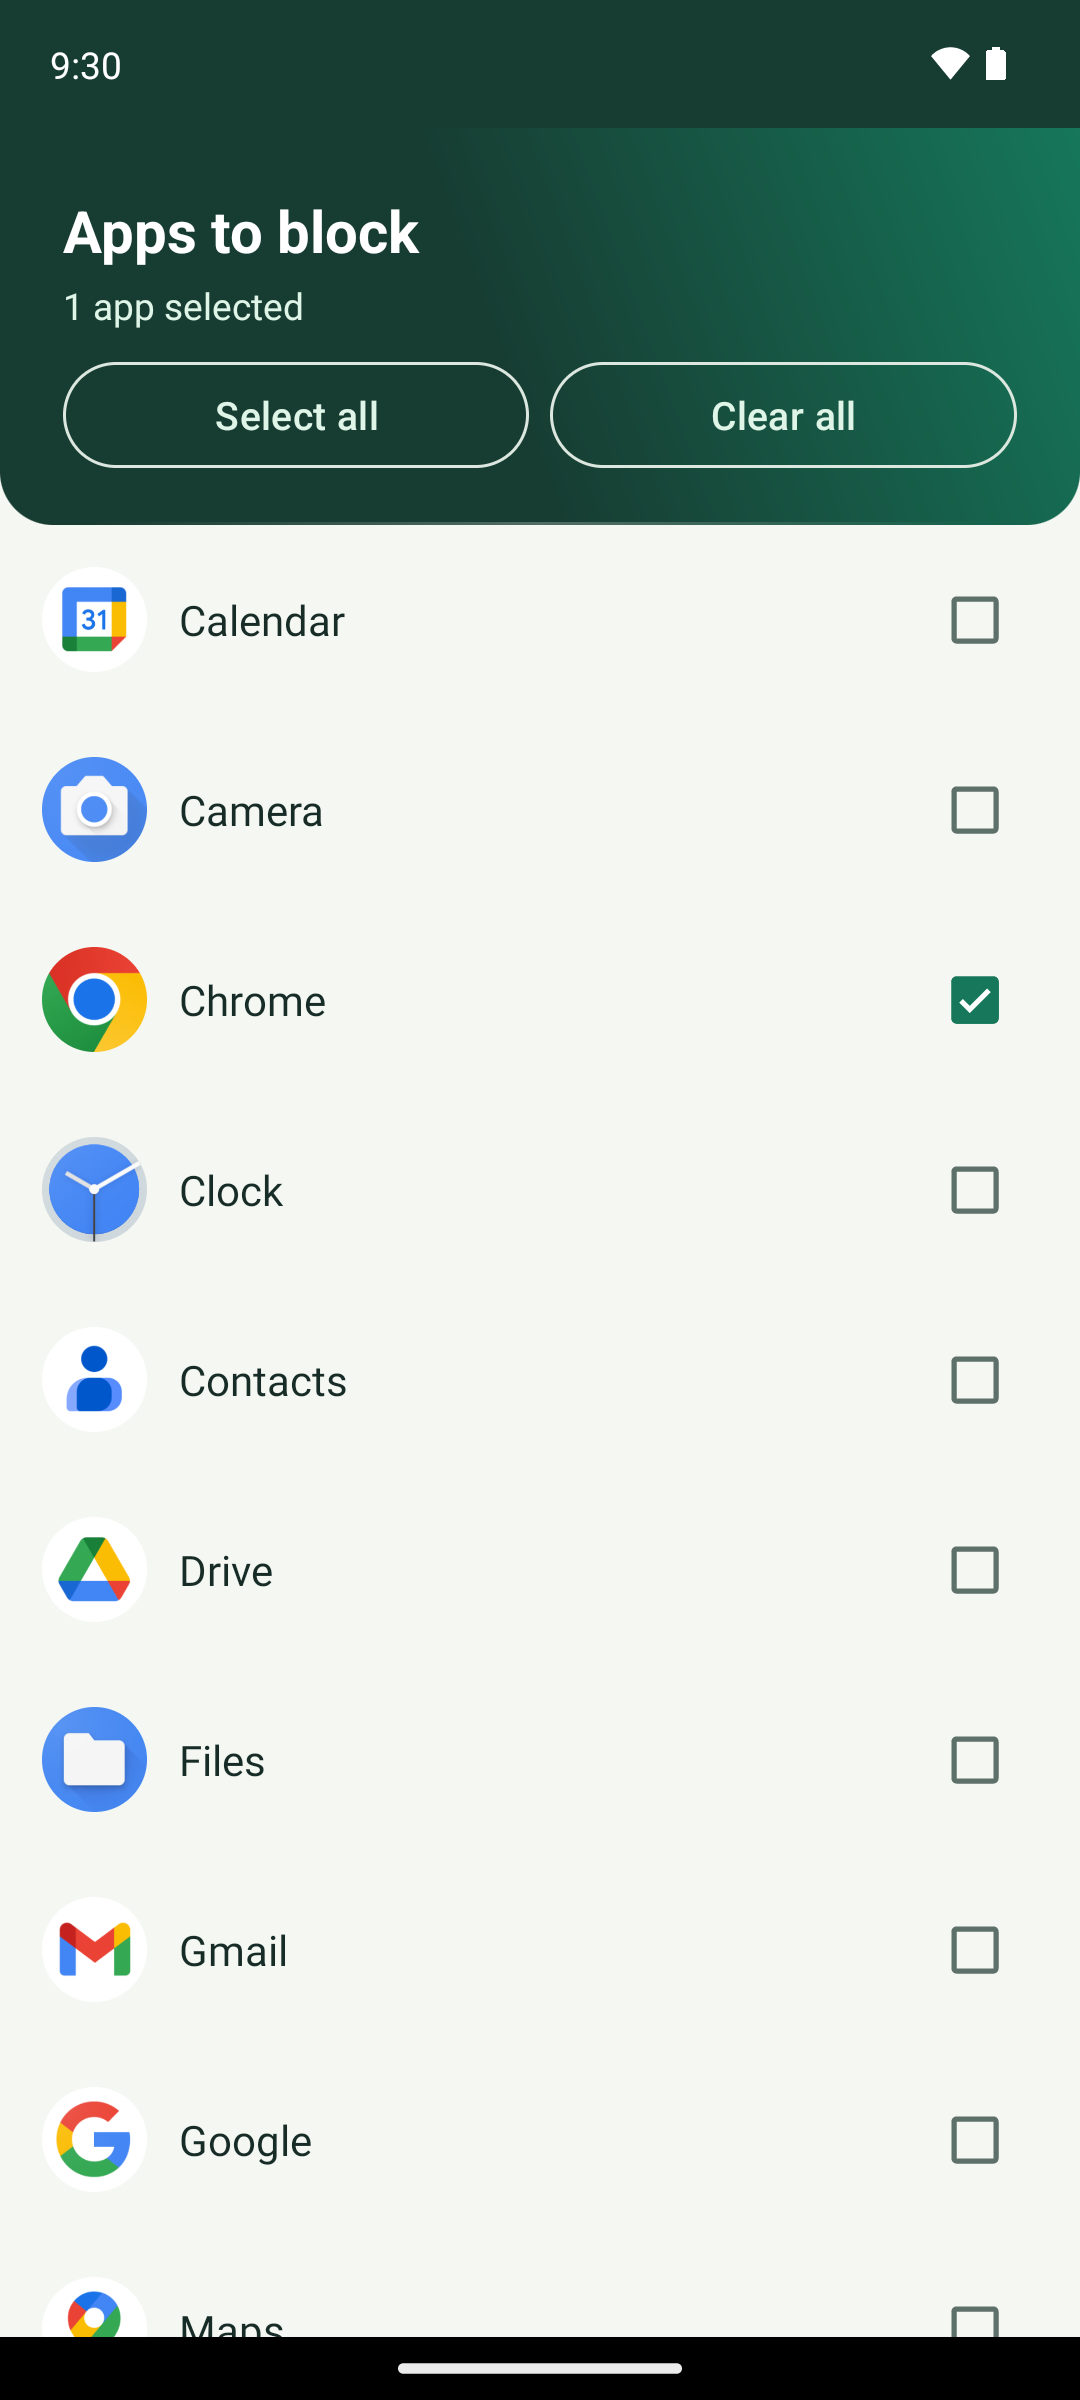 9:30
Apps to block
1 app selected
Select all
Clear all
31
Calendar
Camera
Chrome
Clock
Contacts
Drive
Files
Gmail
Google
Maps